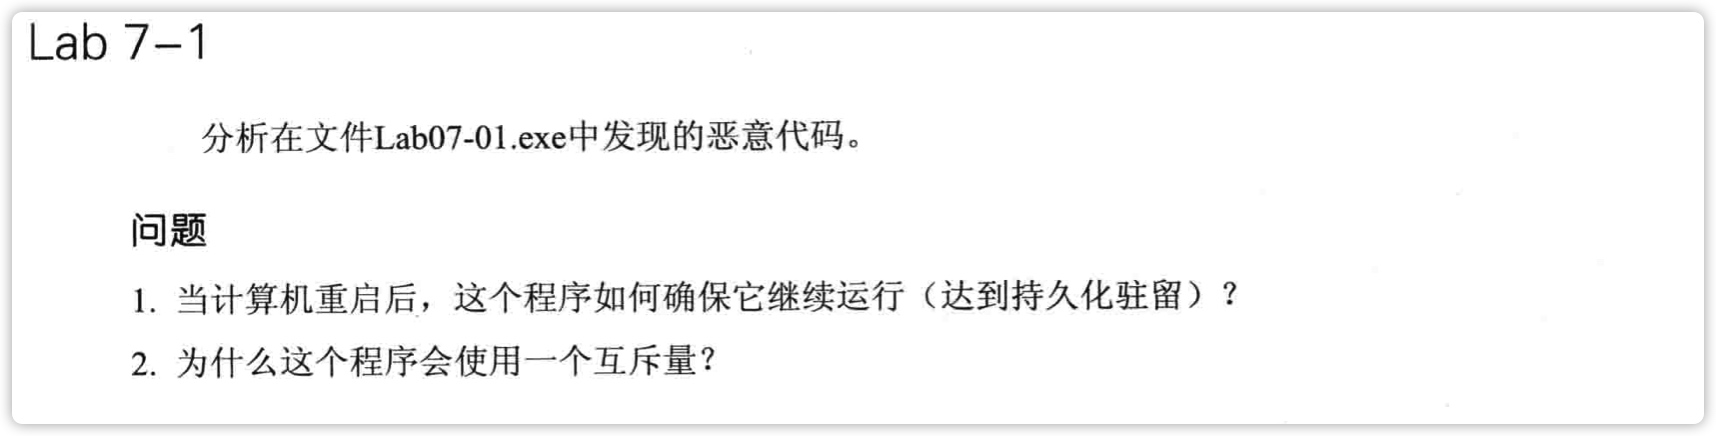 Lab 7-1
分析在文件Lab07-01.exe中发现的恶意代码。
问题
1. 当计算机重启后，这个程序如何确保它继续运行（达到持久化驻留）？
2. 为什么这个程序会使用一个互斥量？